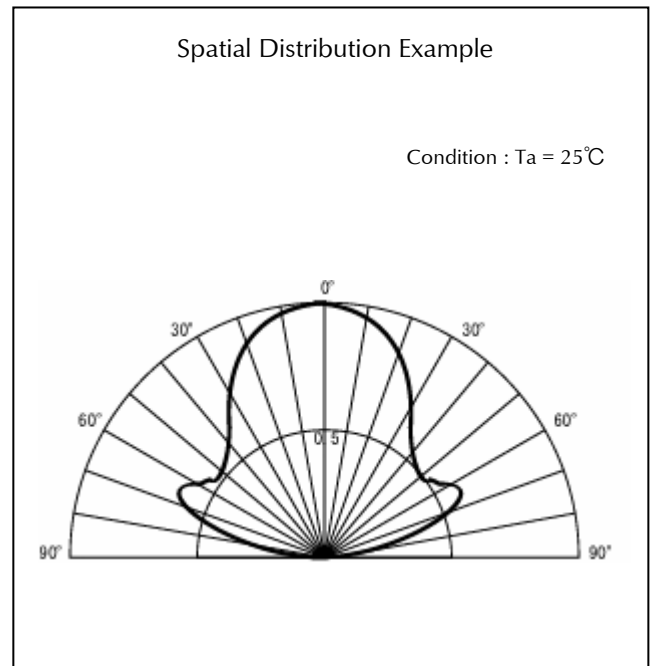 Spatial Distribution Example
Condition : Ta = 25℃
0°
30° 30°
60° 60°
0.5
90° 90°